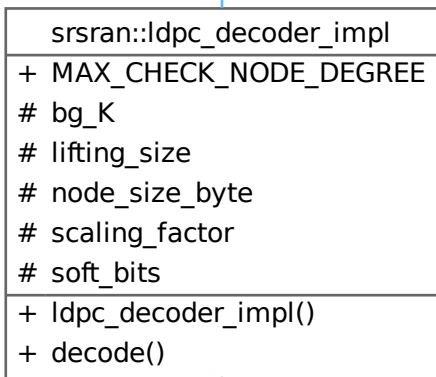 srsran::ldpc_decoder_impl
+ MAX_CHECK_NODE_DEGREE
# bg_K
# lifting_size
# node_size_byte
# scaling_factor
# soft_bits
+ ldpc_decoder_impl()
+ decode()